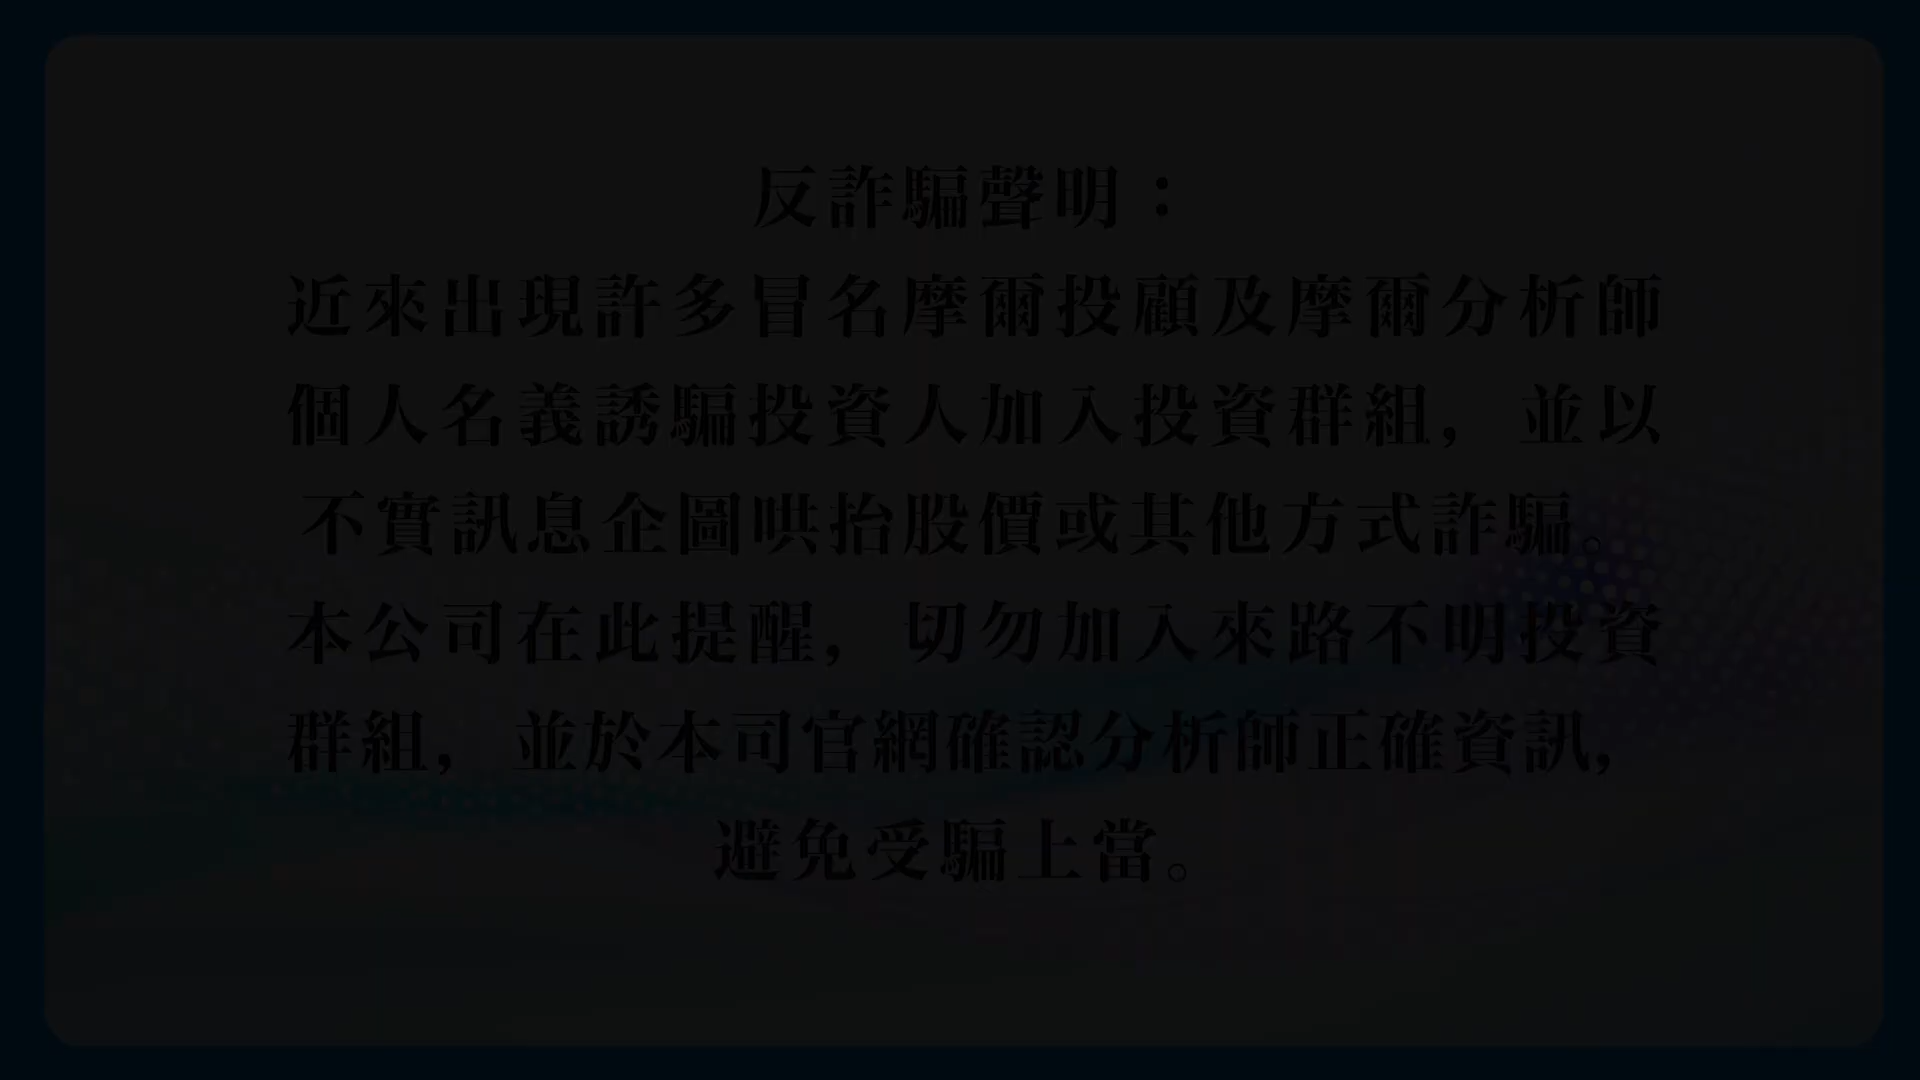 反詐騙聲明：
近來出現許多冒名摩爾投顧及摩爾分析師
個人名義誘騙投資人加入投資群組，並以
不實訊息企圖哄抬股價或其他方式詐騙。
本公司在此提醒，切勿加入來路不明投資
群組，並於本司官網確認分析師正確資訊，
避免受騙上當。